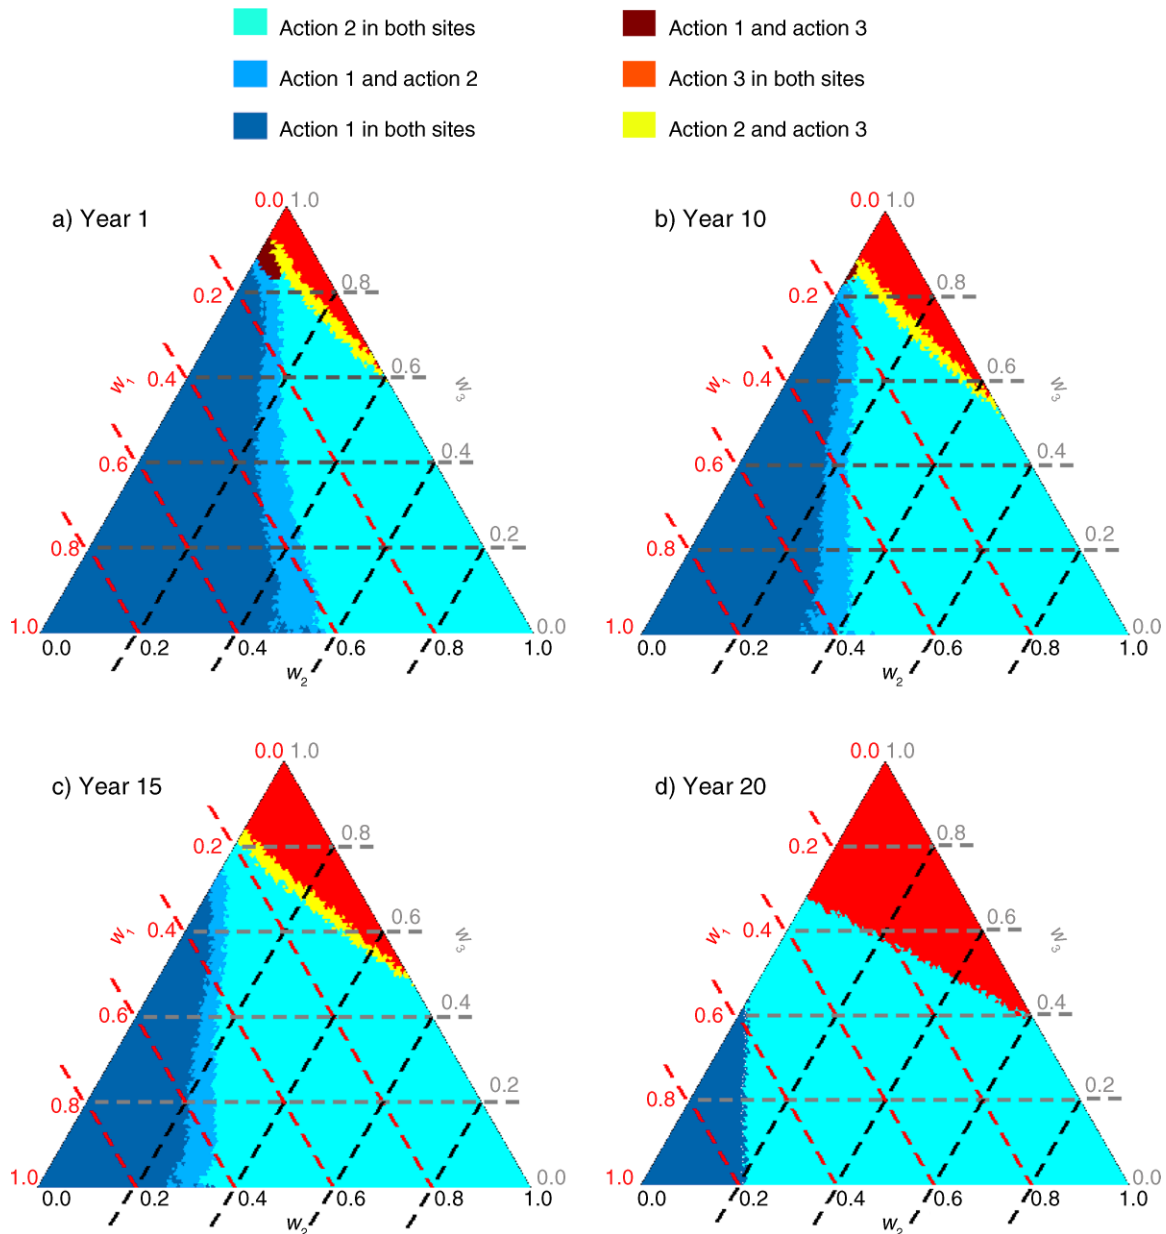 Action 2 in both sites
Action 1 and action 3
Action 1 and action 2
Action 3 in both sites
Action 1 in both sites
Action 2 and action 3
a) Year 1
0.0 1.0
0.2
0.8
w1 0.4
0.6 w3
0.6
0.4
0.8
0.2
1.0
0.0
0.0 0.2 0.4 0.6 0.8 1.0
w2
b) Year 10
0.0 1.0
0.2
0.8
w1 0.4
0.6 w3
0.6
0.4
0.8
0.2
1.0
0.0
0.0 0.2 0.4 0.6 0.8 1.0
w2
c) Year 15
0.0 1.0
0.2
0.8
w1 0.4
0.6 w3
0.6
0.4
0.8
0.2
1.0
0.0
0.0 0.2 0.4 0.6 0.8 1.0
w2
d) Year 20
0.0 1.0
0.2
0.8
w1 0.4
0.6 w3
0.6
0.4
0.8
0.2
1.0
0.0
0.0 0.2 0.4 0.6 0.8 1.0
w2